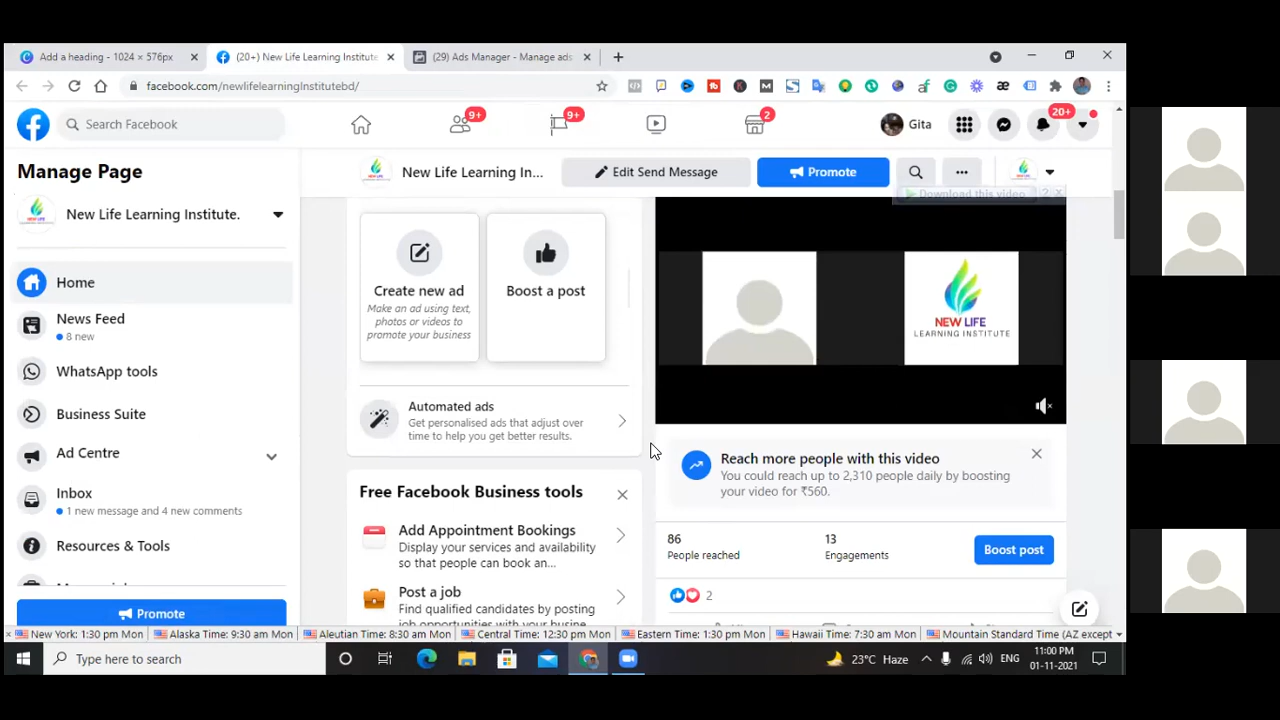 Add a heading - 1024 × 576px
(20+) New Life Learning Institute
(29) Ads Manager - Manage ads
facebook.com/newlifelearningInstitutebd/
Search Facebook
9+
9+
2
Gita
20+
Manage Page
New Life Learning In...
Edit Send Message
Promote
Download this video
New Life Learning Institute.
Home
News Feed
8 new
WhatsApp tools
Business Suite
Ad Centre
Inbox
1 new message and 4 new comments
Resources & Tools
Promote
Create new ad
Make an ad using text,
photos or videos to
promote your business
Boost a post
Automated ads
Get personalised ads that adjust over
time to help you get better results.
Free Facebook Business tools
Add Appointment Bookings
Display your services and availability
so that people can book an...
Post a job
Find qualified candidates by posting
NEW LIFE
LEARNING INSTITUTE
Reach more people with this video
You could reach up to 2,310 people daily by boosting
your video for ₹560.
86
People reached
13
Engagements
Boost post
2
New York: 1:30 pm Mon
Alaska Time: 9:30 am Mon
Aleutian Time: 8:30 am Mon
Central Time: 12:30 pm Mon
Eastern Time: 1:30 pm Mon
Hawaii Time: 7:30 am Mon
Mountain Standard Time (AZ except
Type here to search
23°C Haze
ENG
11:00 PM
01-11-2021